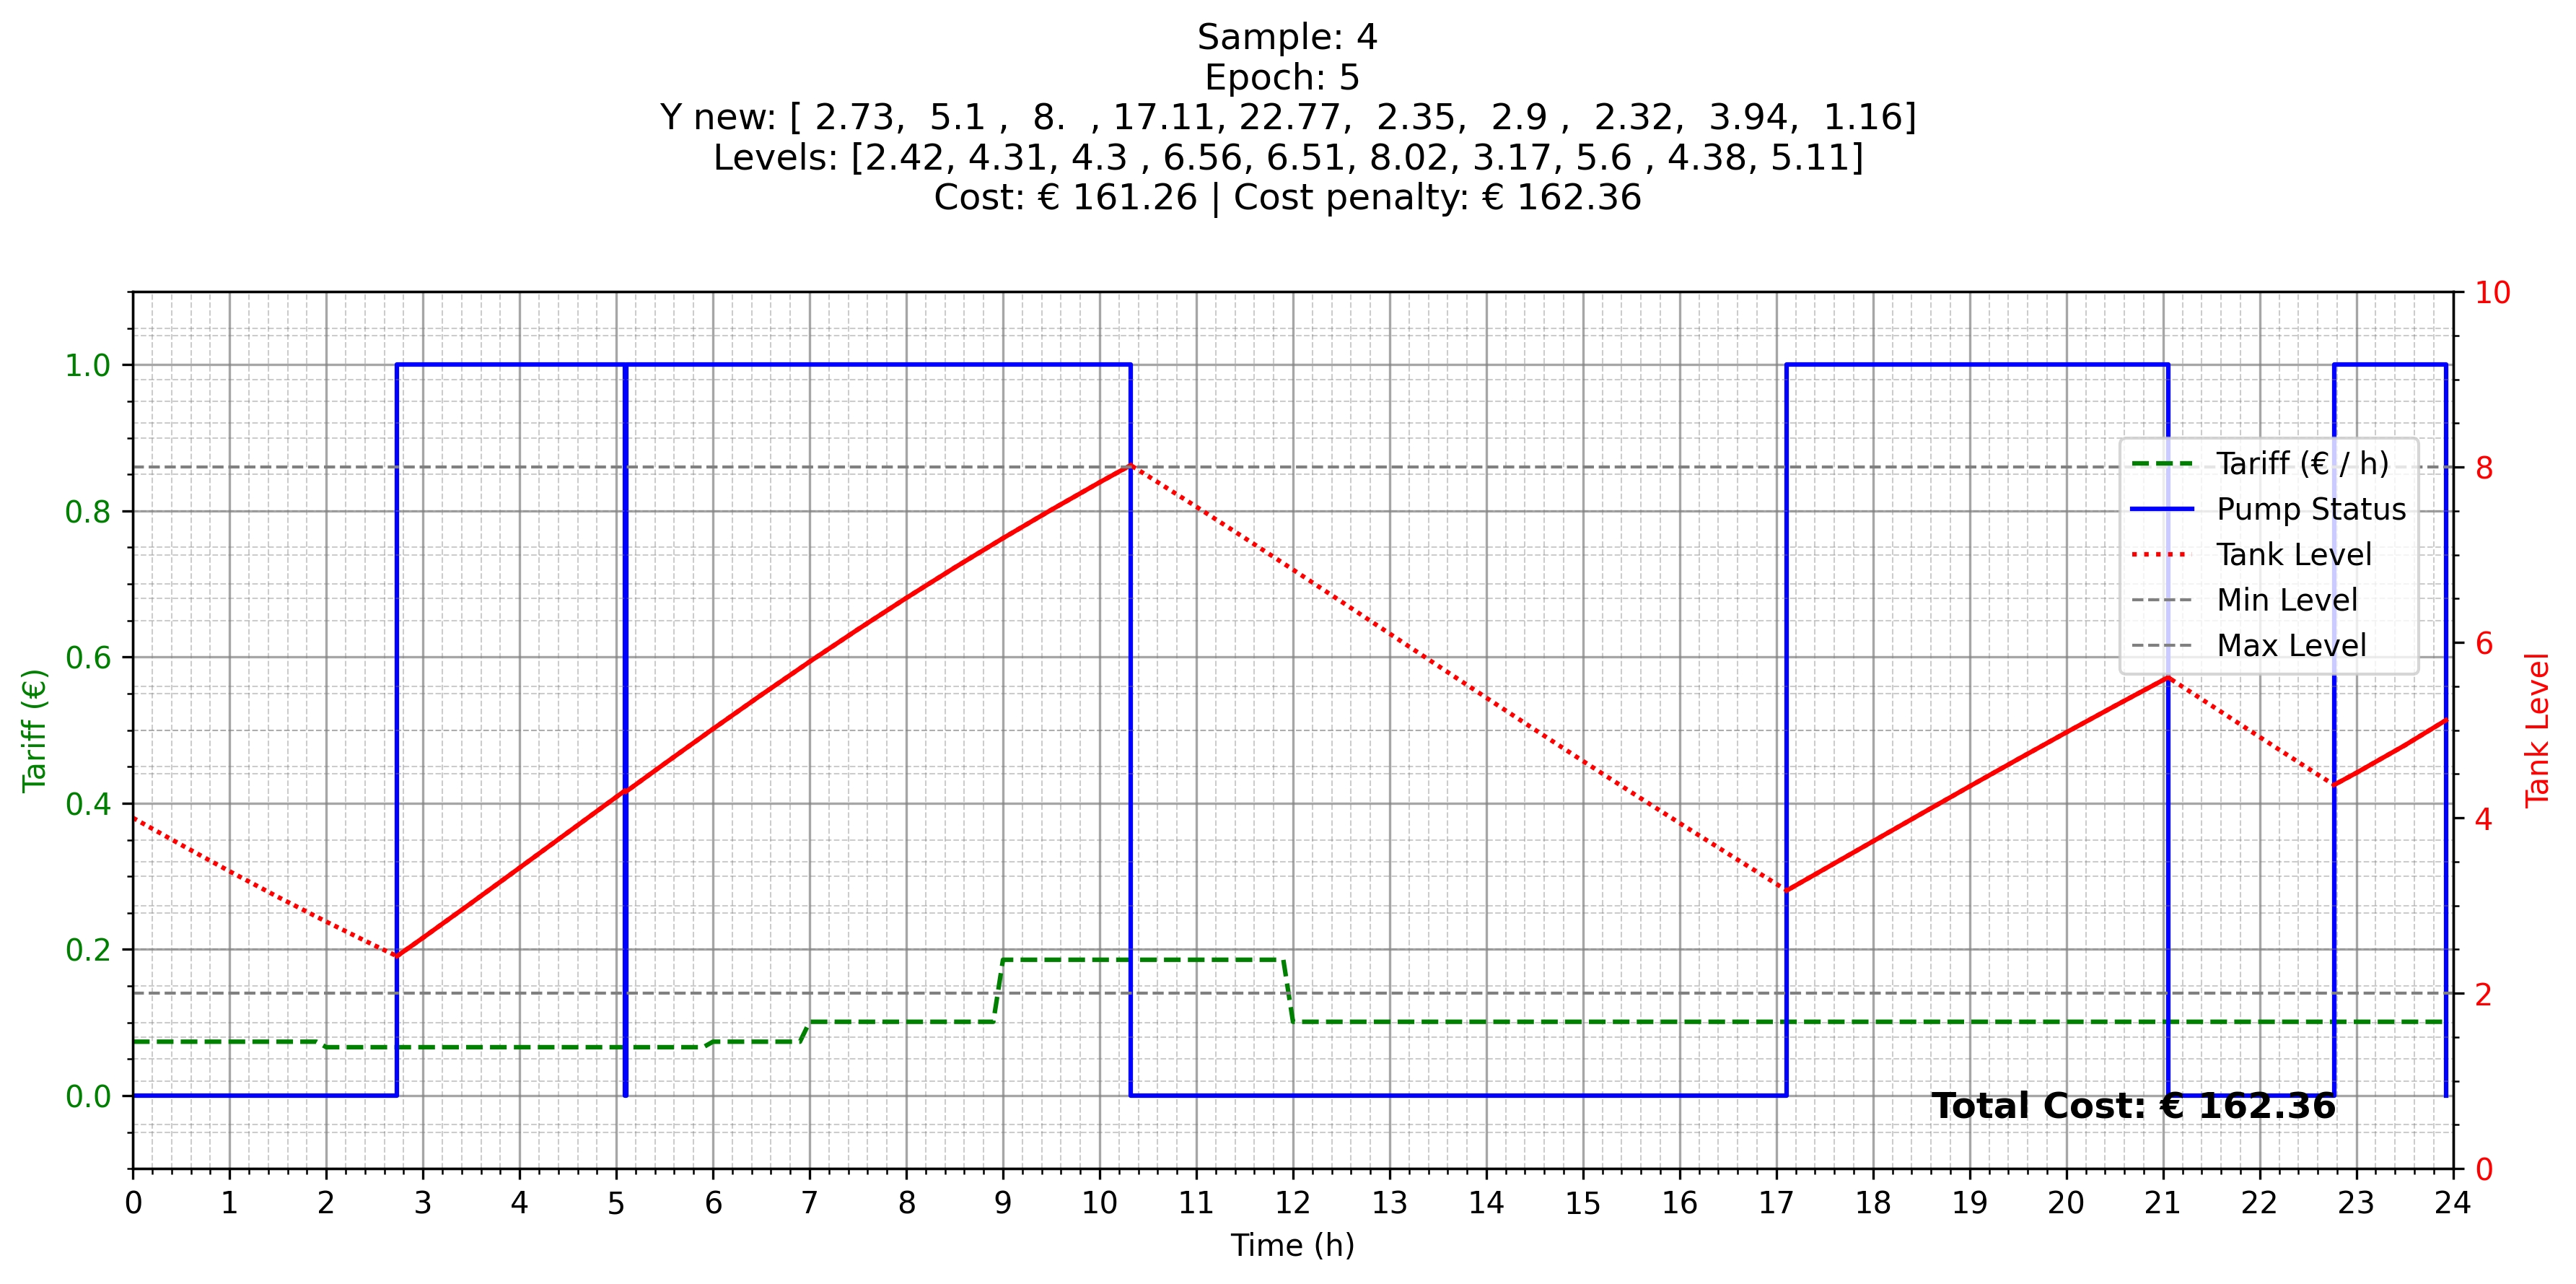 Sample: 4
Epoch: 5
Y new: [ 2.73,  5.1 ,  8.  , 17.11, 22.77,  2.35,  2.9 ,  2.32,  3.94,  1.16]
Levels: [2.42, 4.31, 4.3 , 6.56, 6.51, 8.02, 3.17, 5.6 , 4.38, 5.11]
Cost: € 161.26 | Cost penalty: € 162.36
10
1.0
8
0.8
6
0.6
4
0.4
0.2
2
0.0
0
Tariff (€)
Tank Level
Tariff (€ / h)
Pump Status
Tank Level
Min Level
Max Level
Total Cost: € 162.36
0 1 2 3 4 5 6 7 8 9 10 11 12 13 14 15 16 17 18 19 20 21 22 23 24
Time (h)